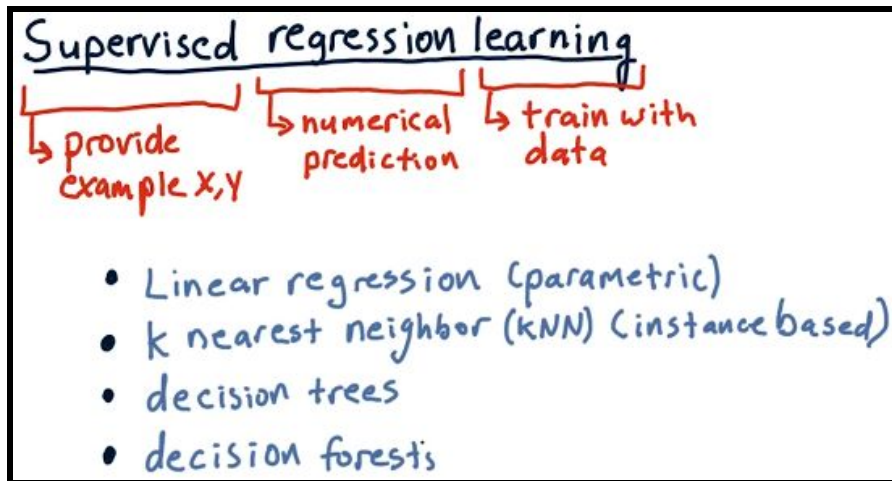 Supervised regression learning
provide example X,Y
numerical prediction
train with data
• Linear regression (parametric)
• K nearest neighbor (KNN) (instance based)
• decision trees
• decision forests